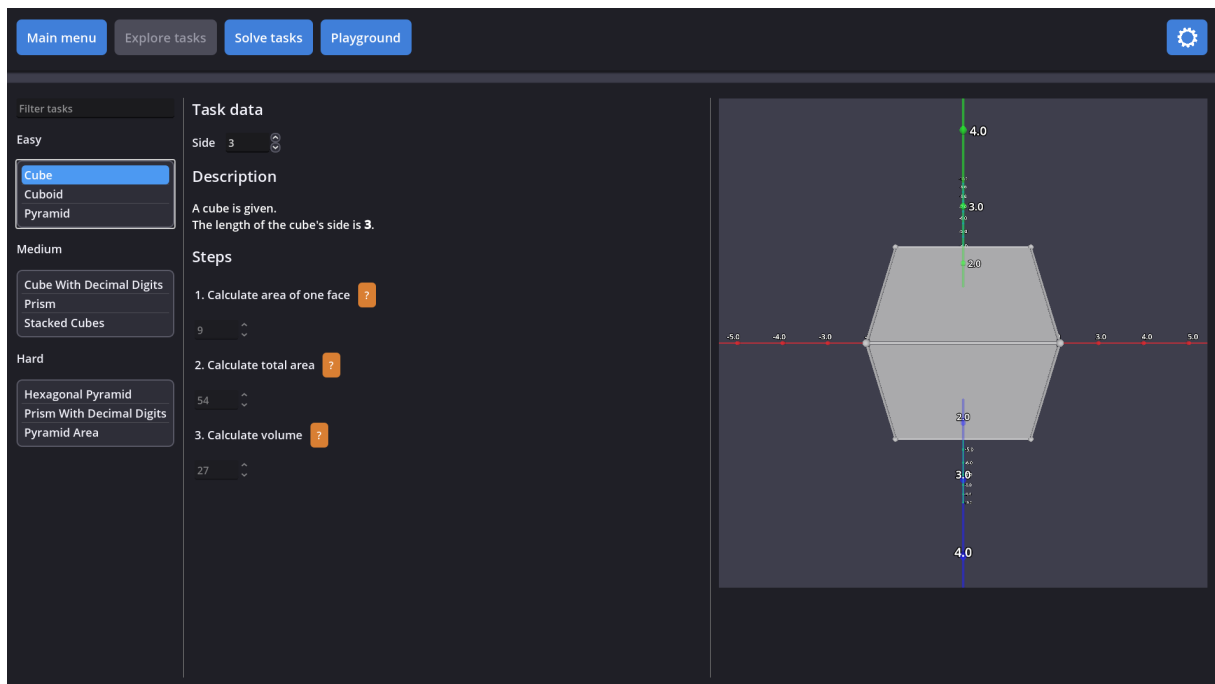 Main menu
Explore tasks
Solve tasks
Playground
Filter tasks
Easy
Cube
Cuboid
Pyramid
Medium
Cube With Decimal Digits
Prism
Stacked Cubes
Hard
Hexagonal Pyramid
Prism With Decimal Digits
Pyramid Area
Task data
Side 3
Description
A cube is given.
The length of the cube's side is 3.
Steps
1. Calculate area of one face ?
9
2. Calculate total area ?
54
3. Calculate volume ?
27
4.0
3.0
2.0
-5.0 -4.0 -3.0 3.0 4.0 5.0
2.0
3.0
4.0